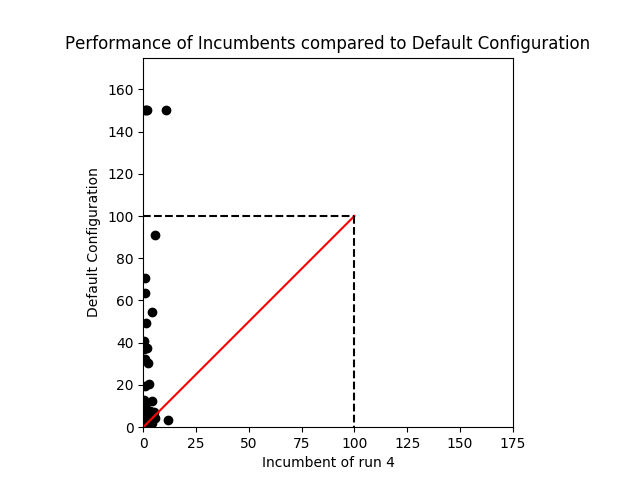 Performance of Incumbents compared to Default Configuration
160
140
120
100
80
60
40
20
0
Default Configuration
0 25 50 75 100 125 150 175
Incumbent of run 4